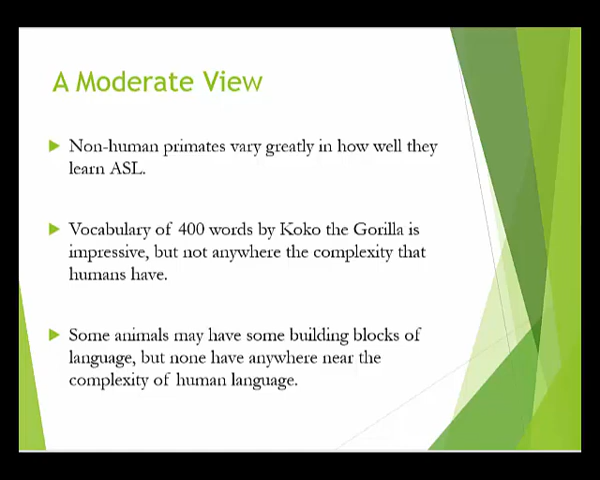 A Moderate View
Non-human primates vary greatly in how well they
learn ASL.
Vocabulary of 400 words by Koko the Gorilla is
impressive, but not anywhere the complexity that
humans have.
Some animals may have some building blocks of
language, but none have anywhere near the
complexity of human language.